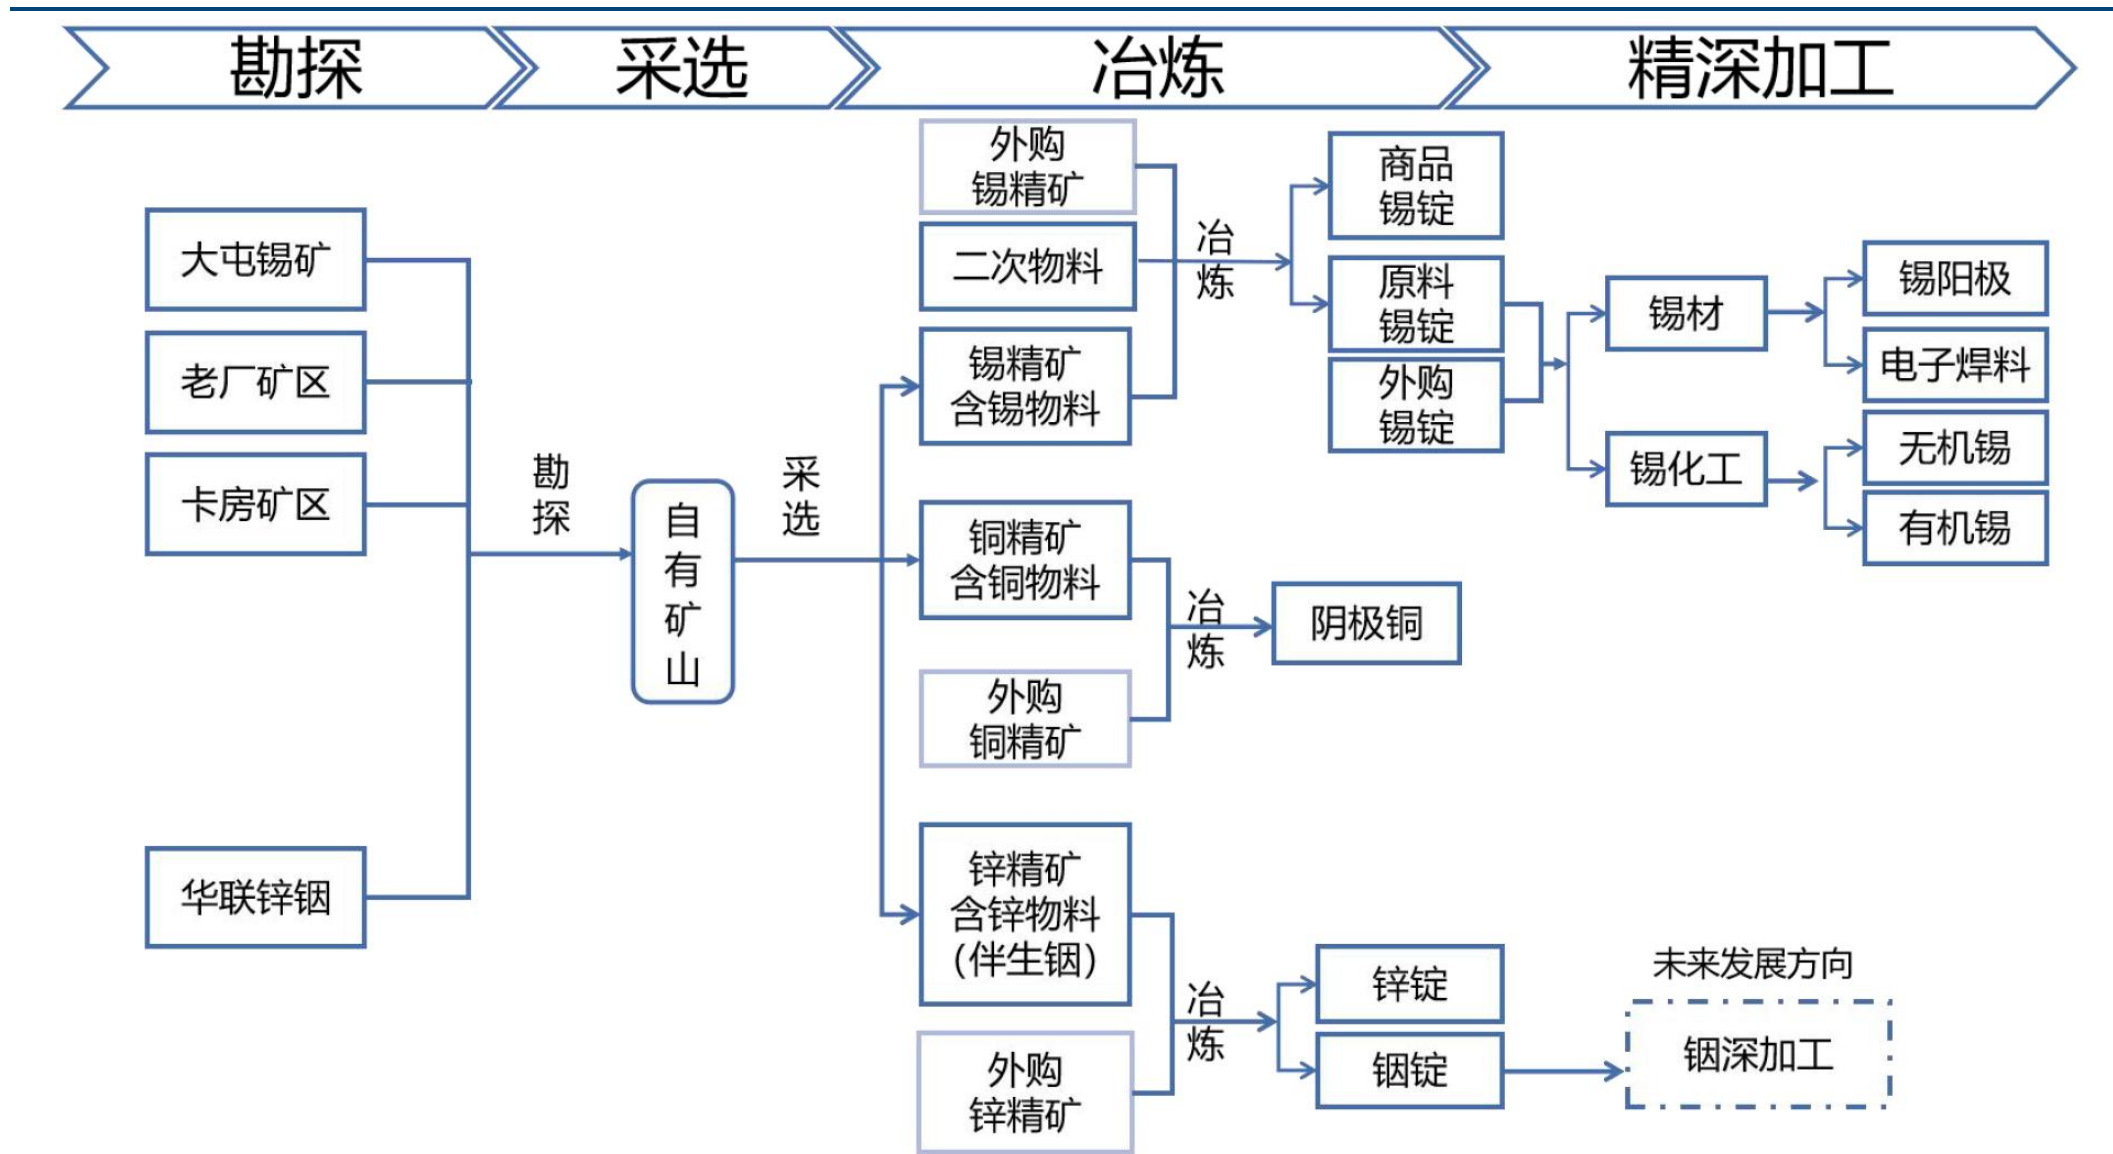 勘探
采选
冶炼
精深加工
大屯锡矿
老厂矿区
卡房矿区
华联锌铟
勘
探
自
有
矿
山
采
选
外购
锡精矿
二次物料
锡精矿
含锡物料
冶
炼
商品
锡锭
原料
锡锭
外购
锡锭
锡材
锡阳极
电子焊料
锡化工
无机锡
有机锡
铜精矿
含铜物料
外购
铜精矿
冶
炼
阴极铜
锌精矿
含锌物料
（伴生铟）
外购
锌精矿
冶
炼
锌锭
铟锭
未来发展方向
铟深加工